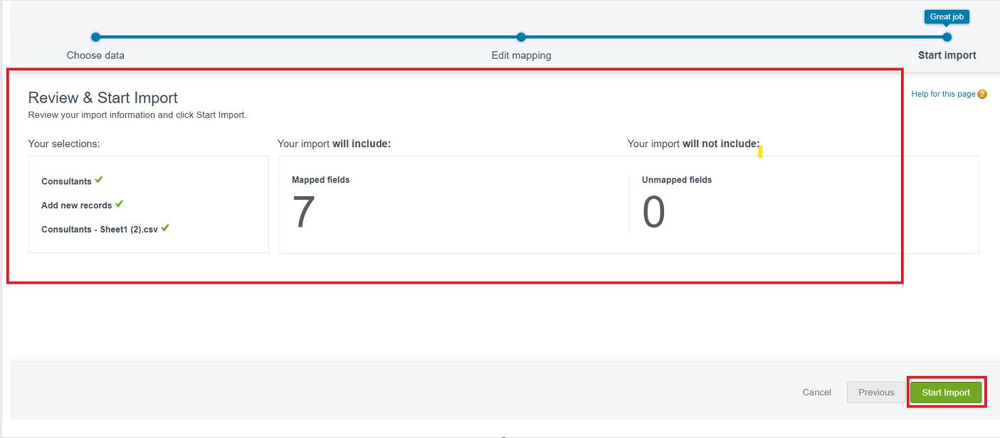 Great job
Choose data
Edit mapping
Start import
Review & Start Import
Help for this page ?
Review your import information and click Start Import.
Your selections:
Your import will include:
Your import will not include:
Consultants
Add new records
Consultants - Sheet1 (2).csv
Mapped fields
7
Unmapped fields
0
Cancel
Previous
Start Import